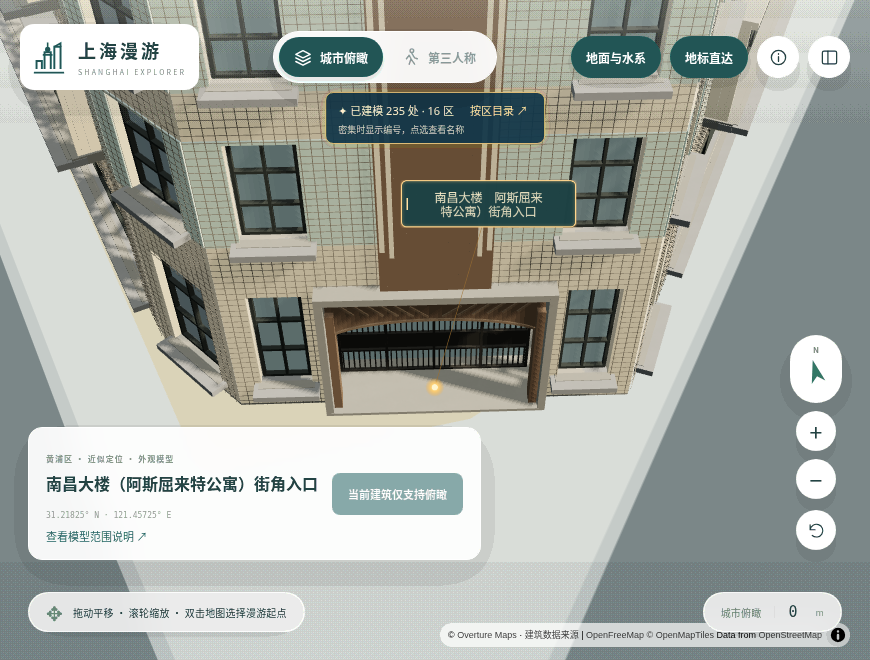 上海漫游
SHANGHAI EXPLORER
城市俯瞰
第三人称
地面与水系
地标直达
✦ 已建模 235 处 · 16 区 按区目录 ↗
密集时显示编号，点选查看名称
南昌大楼 阿斯屈来
特公寓）街角入口
N
黄浦区 · 近似定位 · 外观模型
南昌大楼（阿斯屈来特公寓）街角入口
当前建筑仅支持俯瞰
31.21825° N · 121.45725° E
查看模型范围说明 ↗
拖动平移 · 滚轮缩放 · 双击地图选择漫游起点
城市俯瞰 0 m
© Overture Maps · 建筑数据来源 | OpenFreeMap © OpenMapTiles Data from OpenStreetMap